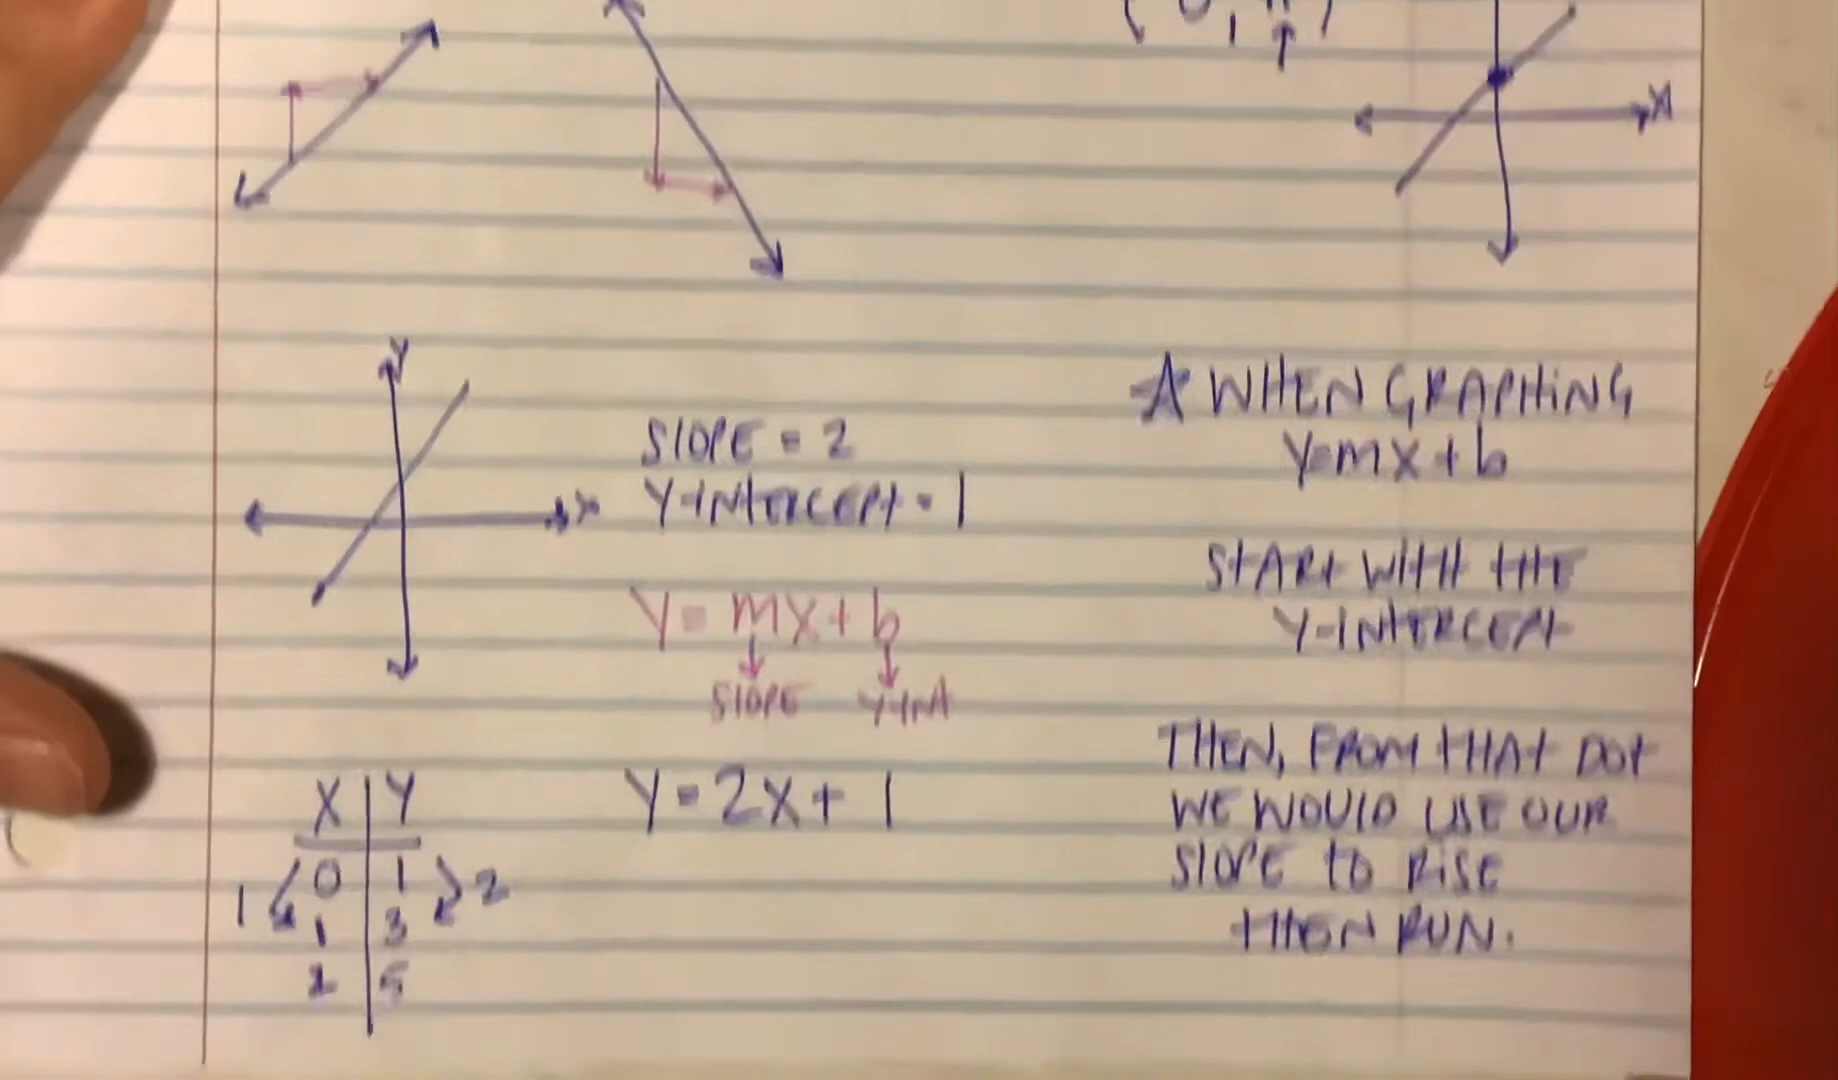 X
Y
X
SLOPE = 2
Y-INTERCEPT = 1
Y = mX + b
SLOPE Y-INT
X Y
0 1
1 3
2 5
1
2
Y = 2X + 1
☆ WHEN GRAPHING
Y=mX + b
START WITH THE
Y-INTERCEPT
THEN, FROM THAT DOT
WE WOULD USE OUR
SLOPE TO RISE
THEN RUN.